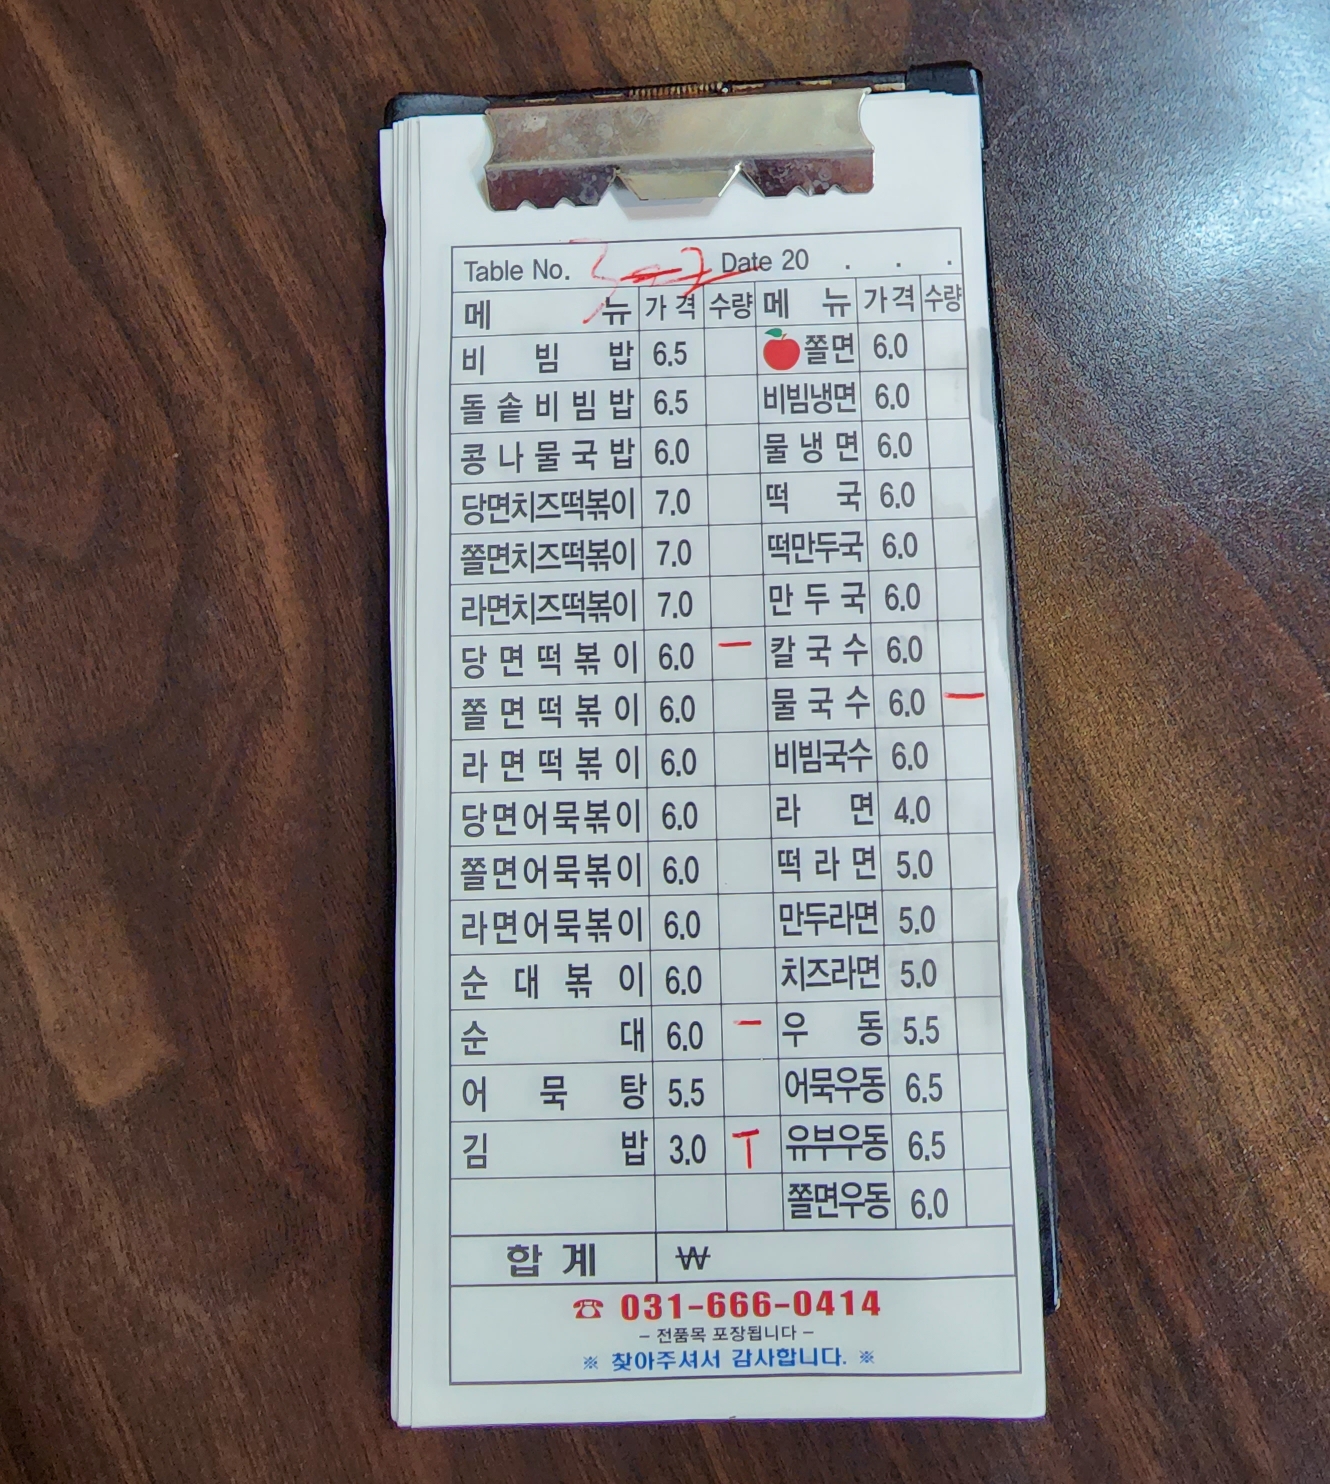 Table No. 3-7 Date 20 . . .
메 뉴 가격 수량 메 뉴 가격 수량
비 빔 밥 6.5 쫄면 6.0
돌솥비빔밥 6.5 비빔냉면 6.0
콩나물국밥 6.0 물냉면 6.0
당면치즈떡볶이 7.0 떡 국 6.0
쫄면치즈떡볶이 7.0 떡만두국 6.0
라면치즈떡볶이 7.0 만두국 6.0
당면떡볶이 6.0 一 칼국수 6.0
쫄면떡볶이 6.0 물국수 6.0 一
라면떡볶이 6.0 비빔국수 6.0
당면어묵볶이 6.0 라 면 4.0
쫄면어묵볶이 6.0 떡라면 5.0
라면어묵볶이 6.0 만두라면 5.0
순대볶이 6.0 치즈라면 5.0
순 대 6.0 一 우 동 5.5
어 묵 탕 5.5 어묵우동 6.5
김 밥 3.0 T 유부우동 6.5
쫄면우동 6.0
합 계 ₩
☎ 031-666-0414
– 전품목 포장됩니다 –
※ 찾아주셔서 감사합니다. ※